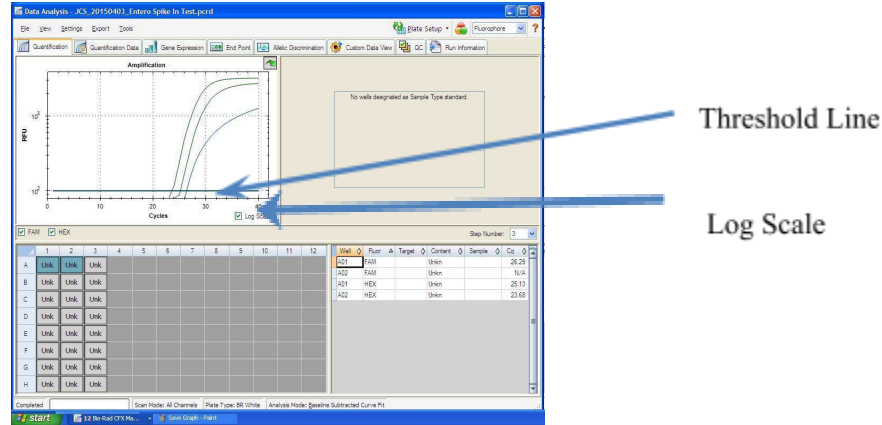 Data Analysis - JCS_20150403_Entero Spike In Test.pcrd
File View Settings Export Tools Plate Setup Fluorophore ?
Quantification Quantification Data Gene Expression End Point Allelic Discrimination Custom Data View QC Run Information
Amplification
RFU
10³
10²
0 10 20 30 40
Cycles
Log Scale
No wells designated as Sample Type standard.
Threshold Line
Log Scale
FAM HEX
Step Number: 3
1 2 3 4 5 6 7 8 9 10 11 12
A Unk Unk Unk
B Unk Unk Unk
C Unk Unk Unk
D Unk Unk Unk
E Unk Unk Unk
F Unk Unk Unk
G Unk Unk Unk
H Unk Unk Unk
Well Fluor Target Content Sample Cq
A01 FAM Unkn 26.29
A02 FAM Unkn N/A
A01 HEX Unkn 25.13
A02 HEX Unkn 23.68
Completed Scan Mode: All Channels Plate Type: BR White Analysis Mode: Baseline Subtracted Curve Fit
start 12 Bio-Rad CFX Ma... Save Graph - Paint